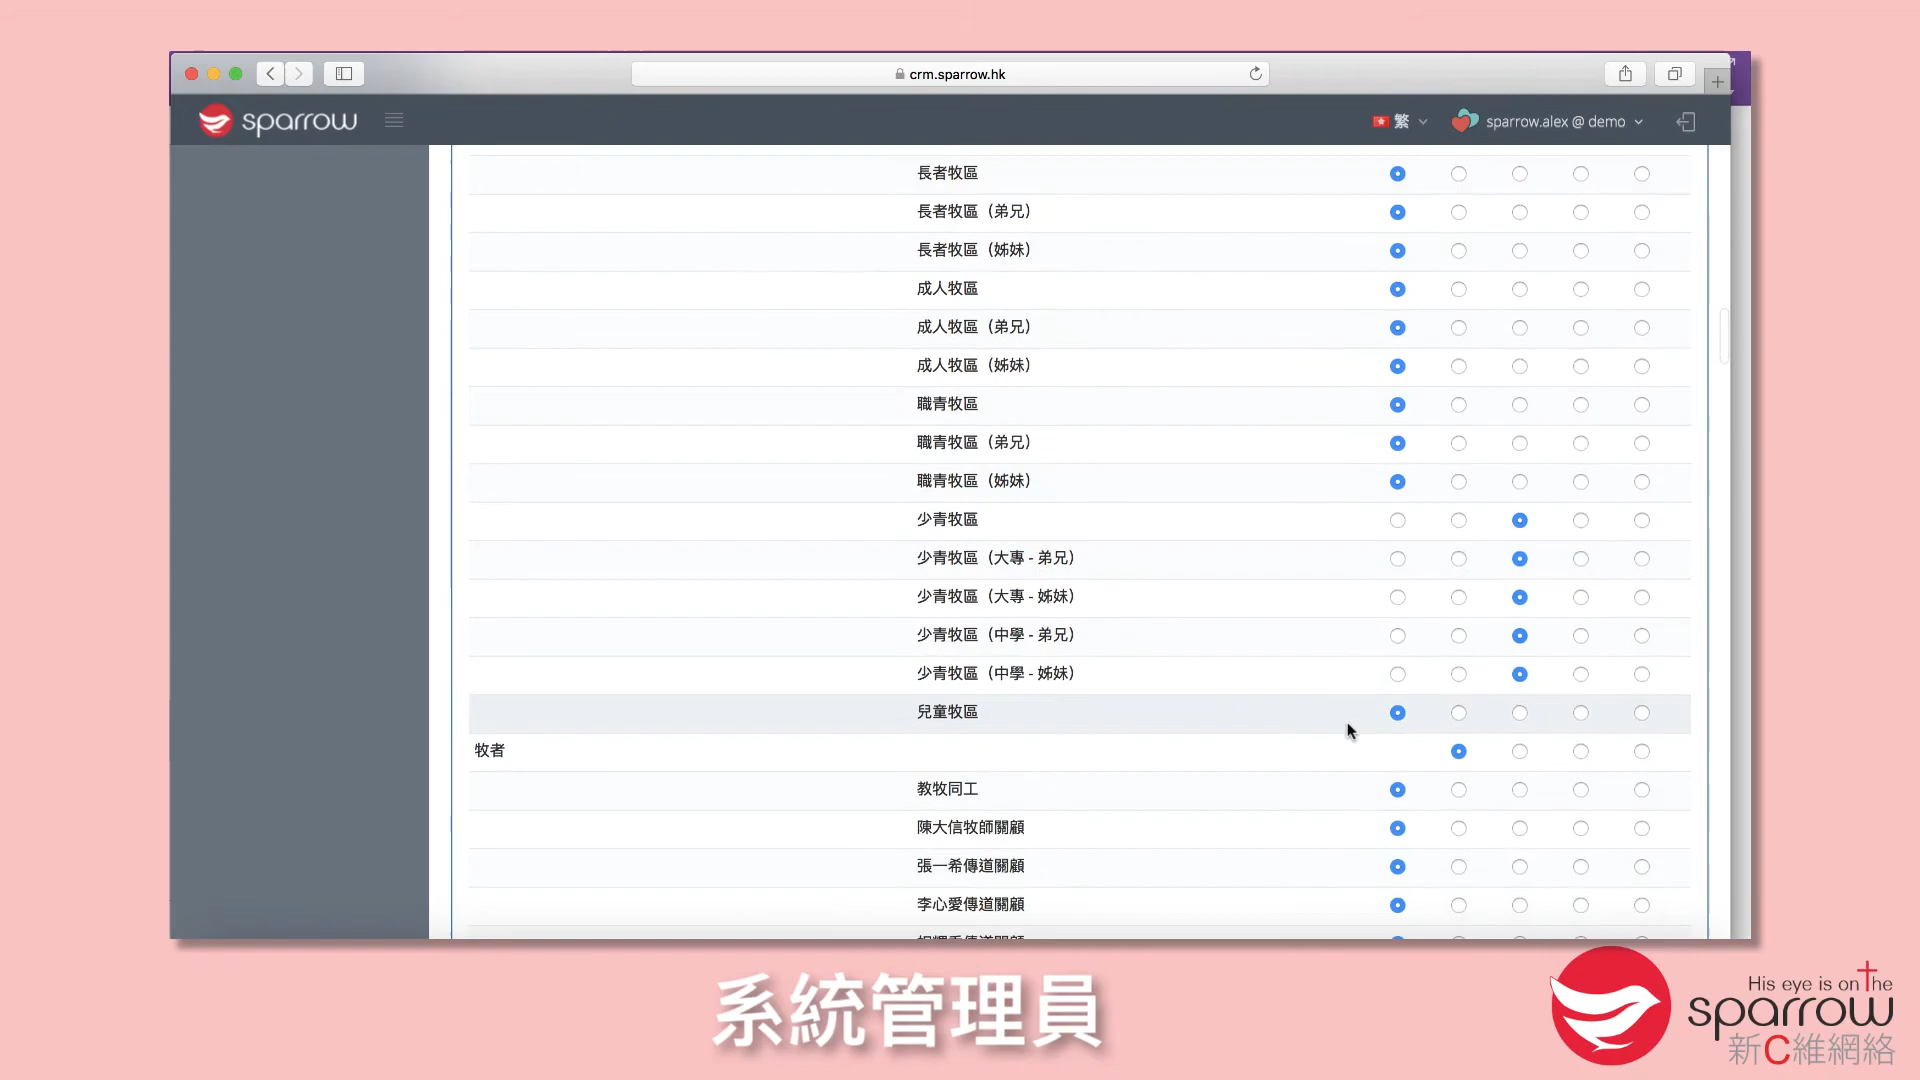 crm.sparrow.hk
sparrow
繁
sparrow.alex @ demo
長者牧區
長者牧區（弟兄）
長者牧區（姊妹）
成人牧區
成人牧區（弟兄）
成人牧區（姊妹）
職青牧區
職青牧區（弟兄）
職青牧區（姊妹）
少青牧區
少青牧區（大專 - 弟兄）
少青牧區（大專 - 姊妹）
少青牧區（中學 - 弟兄）
少青牧區（中學 - 姊妹）
兒童牧區
牧者
教牧同工
陳大信牧師關顧
張一希傳道關顧
李心愛傳道關顧
系統管理員
His eye is on the
sparrow
新C維網絡